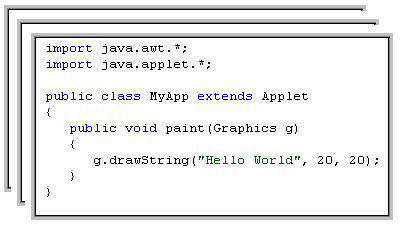 import java.awt.*;
import java.applet.*;

public class MyApp extends Applet
{
   public void paint(Graphics g)
   {
      g.drawString("Hello World", 20, 20);
   }
}